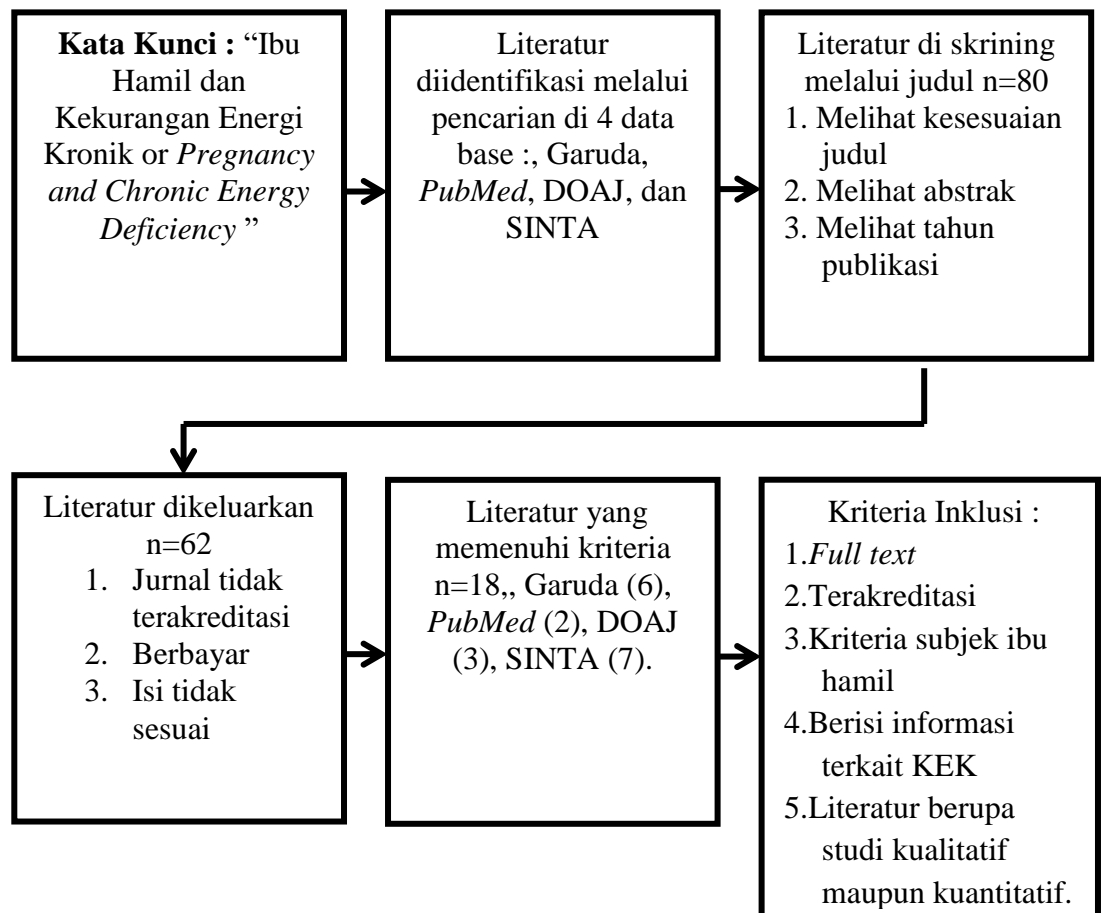 Kata Kunci : “Ibu
Hamil dan
Kekurangan Energi
Kronik or Pregnancy
and Chronic Energy
Deficiency ”
Literatur
diidentifikasi melalui
pencarian di 4 data
base :, Garuda,
PubMed, DOAJ, dan
SINTA
Literatur di skrining
melalui judul n=80
1. Melihat kesesuaian
judul
2. Melihat abstrak
3. Melihat tahun
publikasi
Literatur dikeluarkan
n=62
1. Jurnal tidak
terakreditasi
2. Berbayar
3. Isi tidak
sesuai
Literatur yang
memenuhi kriteria
n=18,, Garuda (6),
PubMed (2), DOAJ
(3), SINTA (7).
Kriteria Inklusi :
1.Full text
2.Terakreditasi
3.Kriteria subjek ibu
hamil
4.Berisi informasi
terkait KEK
5.Literatur berupa
studi kualitatif
maupun kuantitatif.